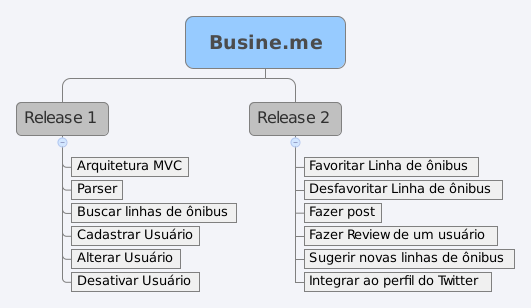 Busine.me
Release 1
Arquitetura MVC
Parser
Buscar linhas de ônibus
Cadastrar Usuário
Alterar Usuário
Desativar Usuário
Release 2
Favoritar Linha de ônibus
Desfavoritar Linha de ônibus
Fazer post
Fazer Review de um usuário
Sugerir novas linhas de ônibus
Integrar ao perfil do Twitter